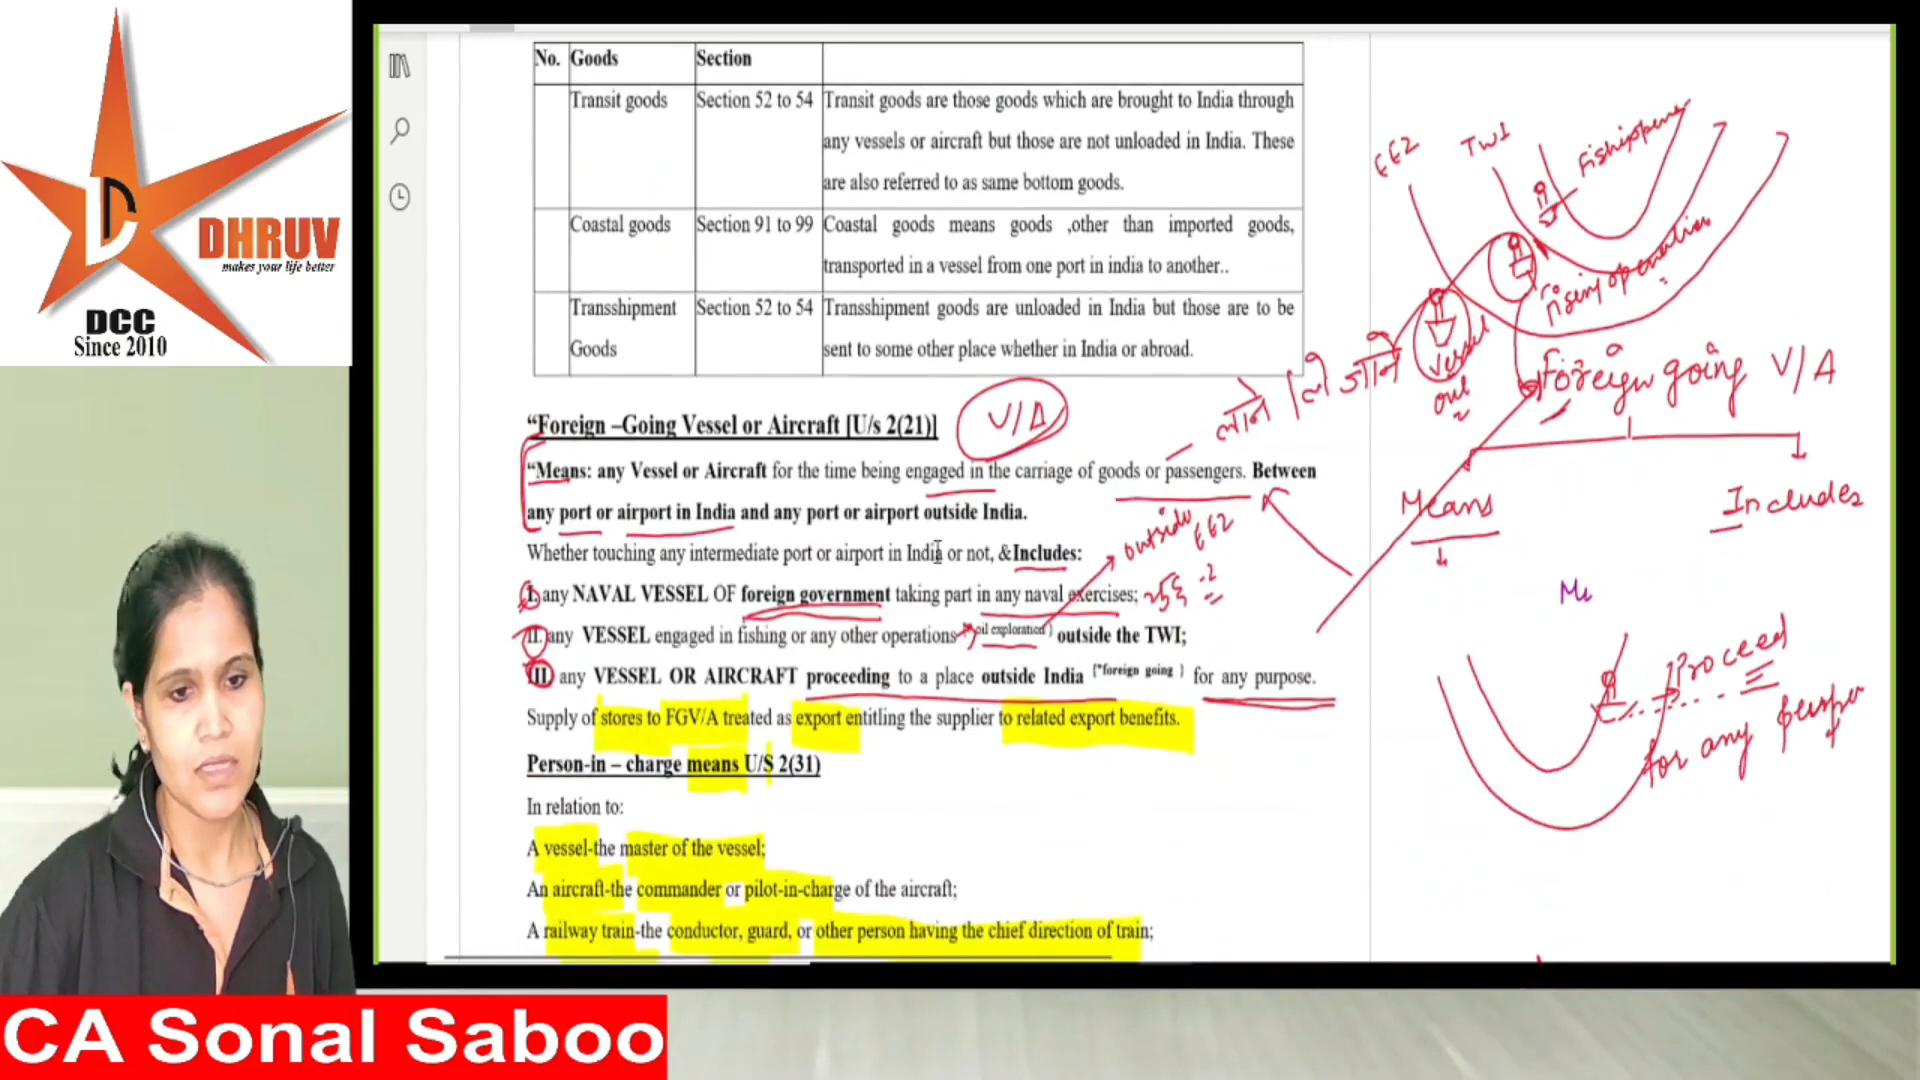 DHRUV
makes your life better
DCC
Since 2010
No. Goods Section
Transit goods Section 52 to 54 Transit goods are those goods which are brought to India through
any vessels or aircraft but those are not unloaded in India. These
are also referred to as same bottom goods.
Coastal goods Section 91 to 99 Coastal goods means goods ,other than imported goods,
transported in a vessel from one port in india to another..
Transshipment Section 52 to 54 Transshipment goods are unloaded in India but those are to be
Goods sent to some other place whether in India or abroad.
"Foreign –Going Vessel or Aircraft [U/s 2(21)]
V/A
"Means: any Vessel or Aircraft for the time being engaged in the carriage of goods or passengers. Between
any port or airport in India and any port or airport outside India.
Whether touching any intermediate port or airport in India or not, &Includes:
I. any NAVAL VESSEL OF foreign government taking part in any naval exercises;
II. any VESSEL engaged in fishing or any other operations oil exploration) outside the TWI;
III any VESSEL OR AIRCRAFT proceeding to a place outside India ("foreign going ) for any purpose.
Supply of stores to FGV/A treated as export entitling the supplier to related export benefits.
Person-in – charge means U/S 2(31)
In relation to:
A vessel-the master of the vessel;
An aircraft-the commander or pilot-in-charge of the aircraft;
A railway train-the conductor, guard, or other person having the chief direction of train;
EEZ
TWI
vessel
out
Foreign going V/A
Means
Includes
outside
EEZ
Me
Proceed
for any
CA Sonal Saboo